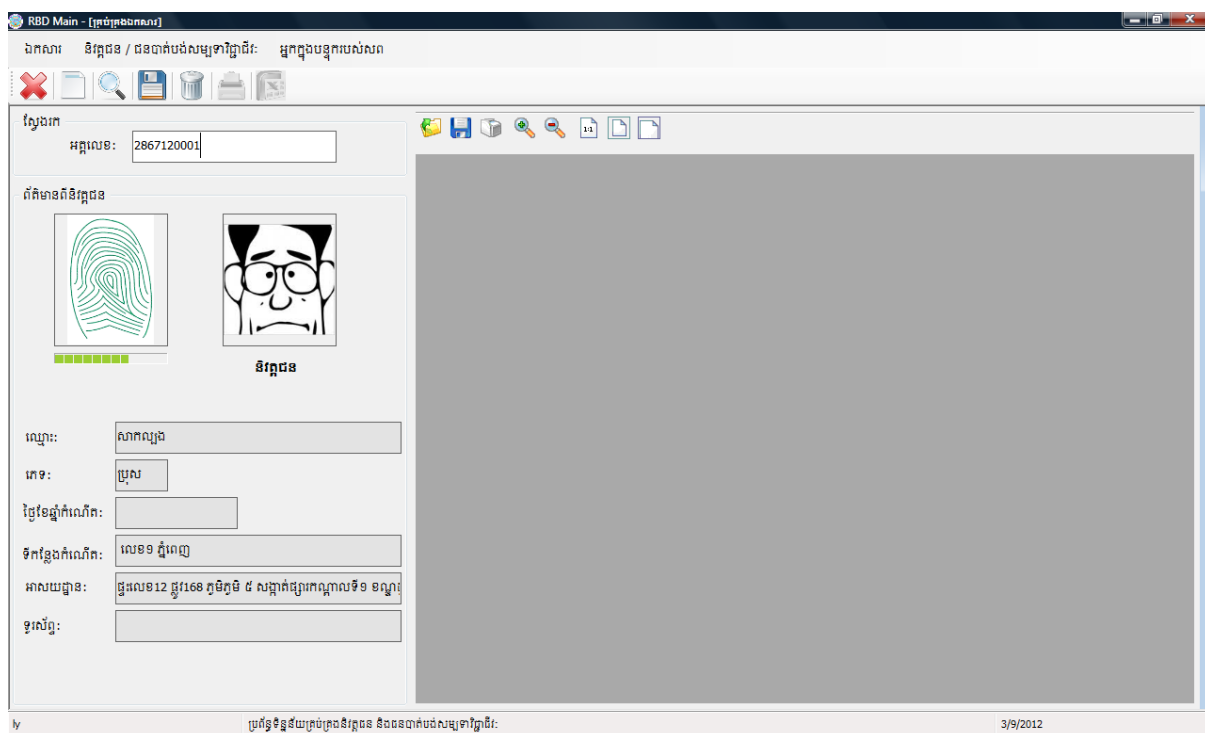 RBD Main - [គ្រប់គ្រងឯកសារ]
ឯកសារ និវត្តជន / ជនបាត់បង់សម្បទាវិជ្ជាជីវៈ អ្នកក្នុងបន្ទុករបស់សព
ស្វែងរក
អត្តលេខ: 2867120001
1:1
ព័ត៌មានពីនិវត្តជន
និវត្តជន
ឈ្មោះ: សាកល្បង
ភេទ: ប្រុស
ថ្ងៃខែឆ្នាំកំណើត:
ទីកន្លែងកំណើត: លេខ១ ភ្នំពេញ
អាសយដ្ឋាន: ផ្ទះលេខ12 ផ្លូវ168 ភូមិភូមិ ៥ សង្កាត់ផ្សារកណ្តាលទី១
ទូរស័ព្ទ:
ly ប្រព័ន្ធទិន្នន័យគ្រប់គ្រងនិវត្តជន និងជនបាត់បង់សម្បទាវិជ្ជាជីវៈ 3/9/2012